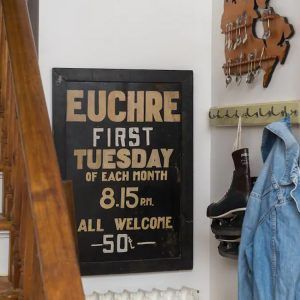 EUCHRE
FIRST
TUESDAY
OF EACH MONTH
8.15 P.M.
ALL WELCOME
—50¢—